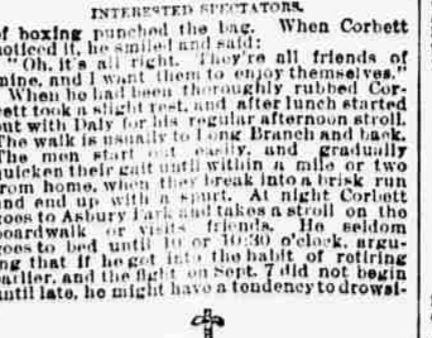 INTERESTED SPECTATORS.
of boxing punched the bag. When Corbett
noticed it, he smiled and said:
"Oh, it's all right. They're all friends of
mine, and I want them to enjoy themselves."
When he had been thoroughly rubbed Cor-
bett took a slight rest, and after lunch started
out with Daly for his regular afternoon stroll.
The walk is usually to Long Branch and back.
The men start out easily, and gradually
quicken their gait until within a mile or two
from home, when they break into a brisk run
and end up with a spurt. At night Corbett
goes to Asbury Park and takes a stroll on the
boardwalk or visits friends. He seldom
goes to bed until 10 or 10:30 o'clock, argu-
ing that if he got into the habit of retiring
earlier, and the fight on Sept. 7 did not begin
until late, he might have a tendency to drowsi-